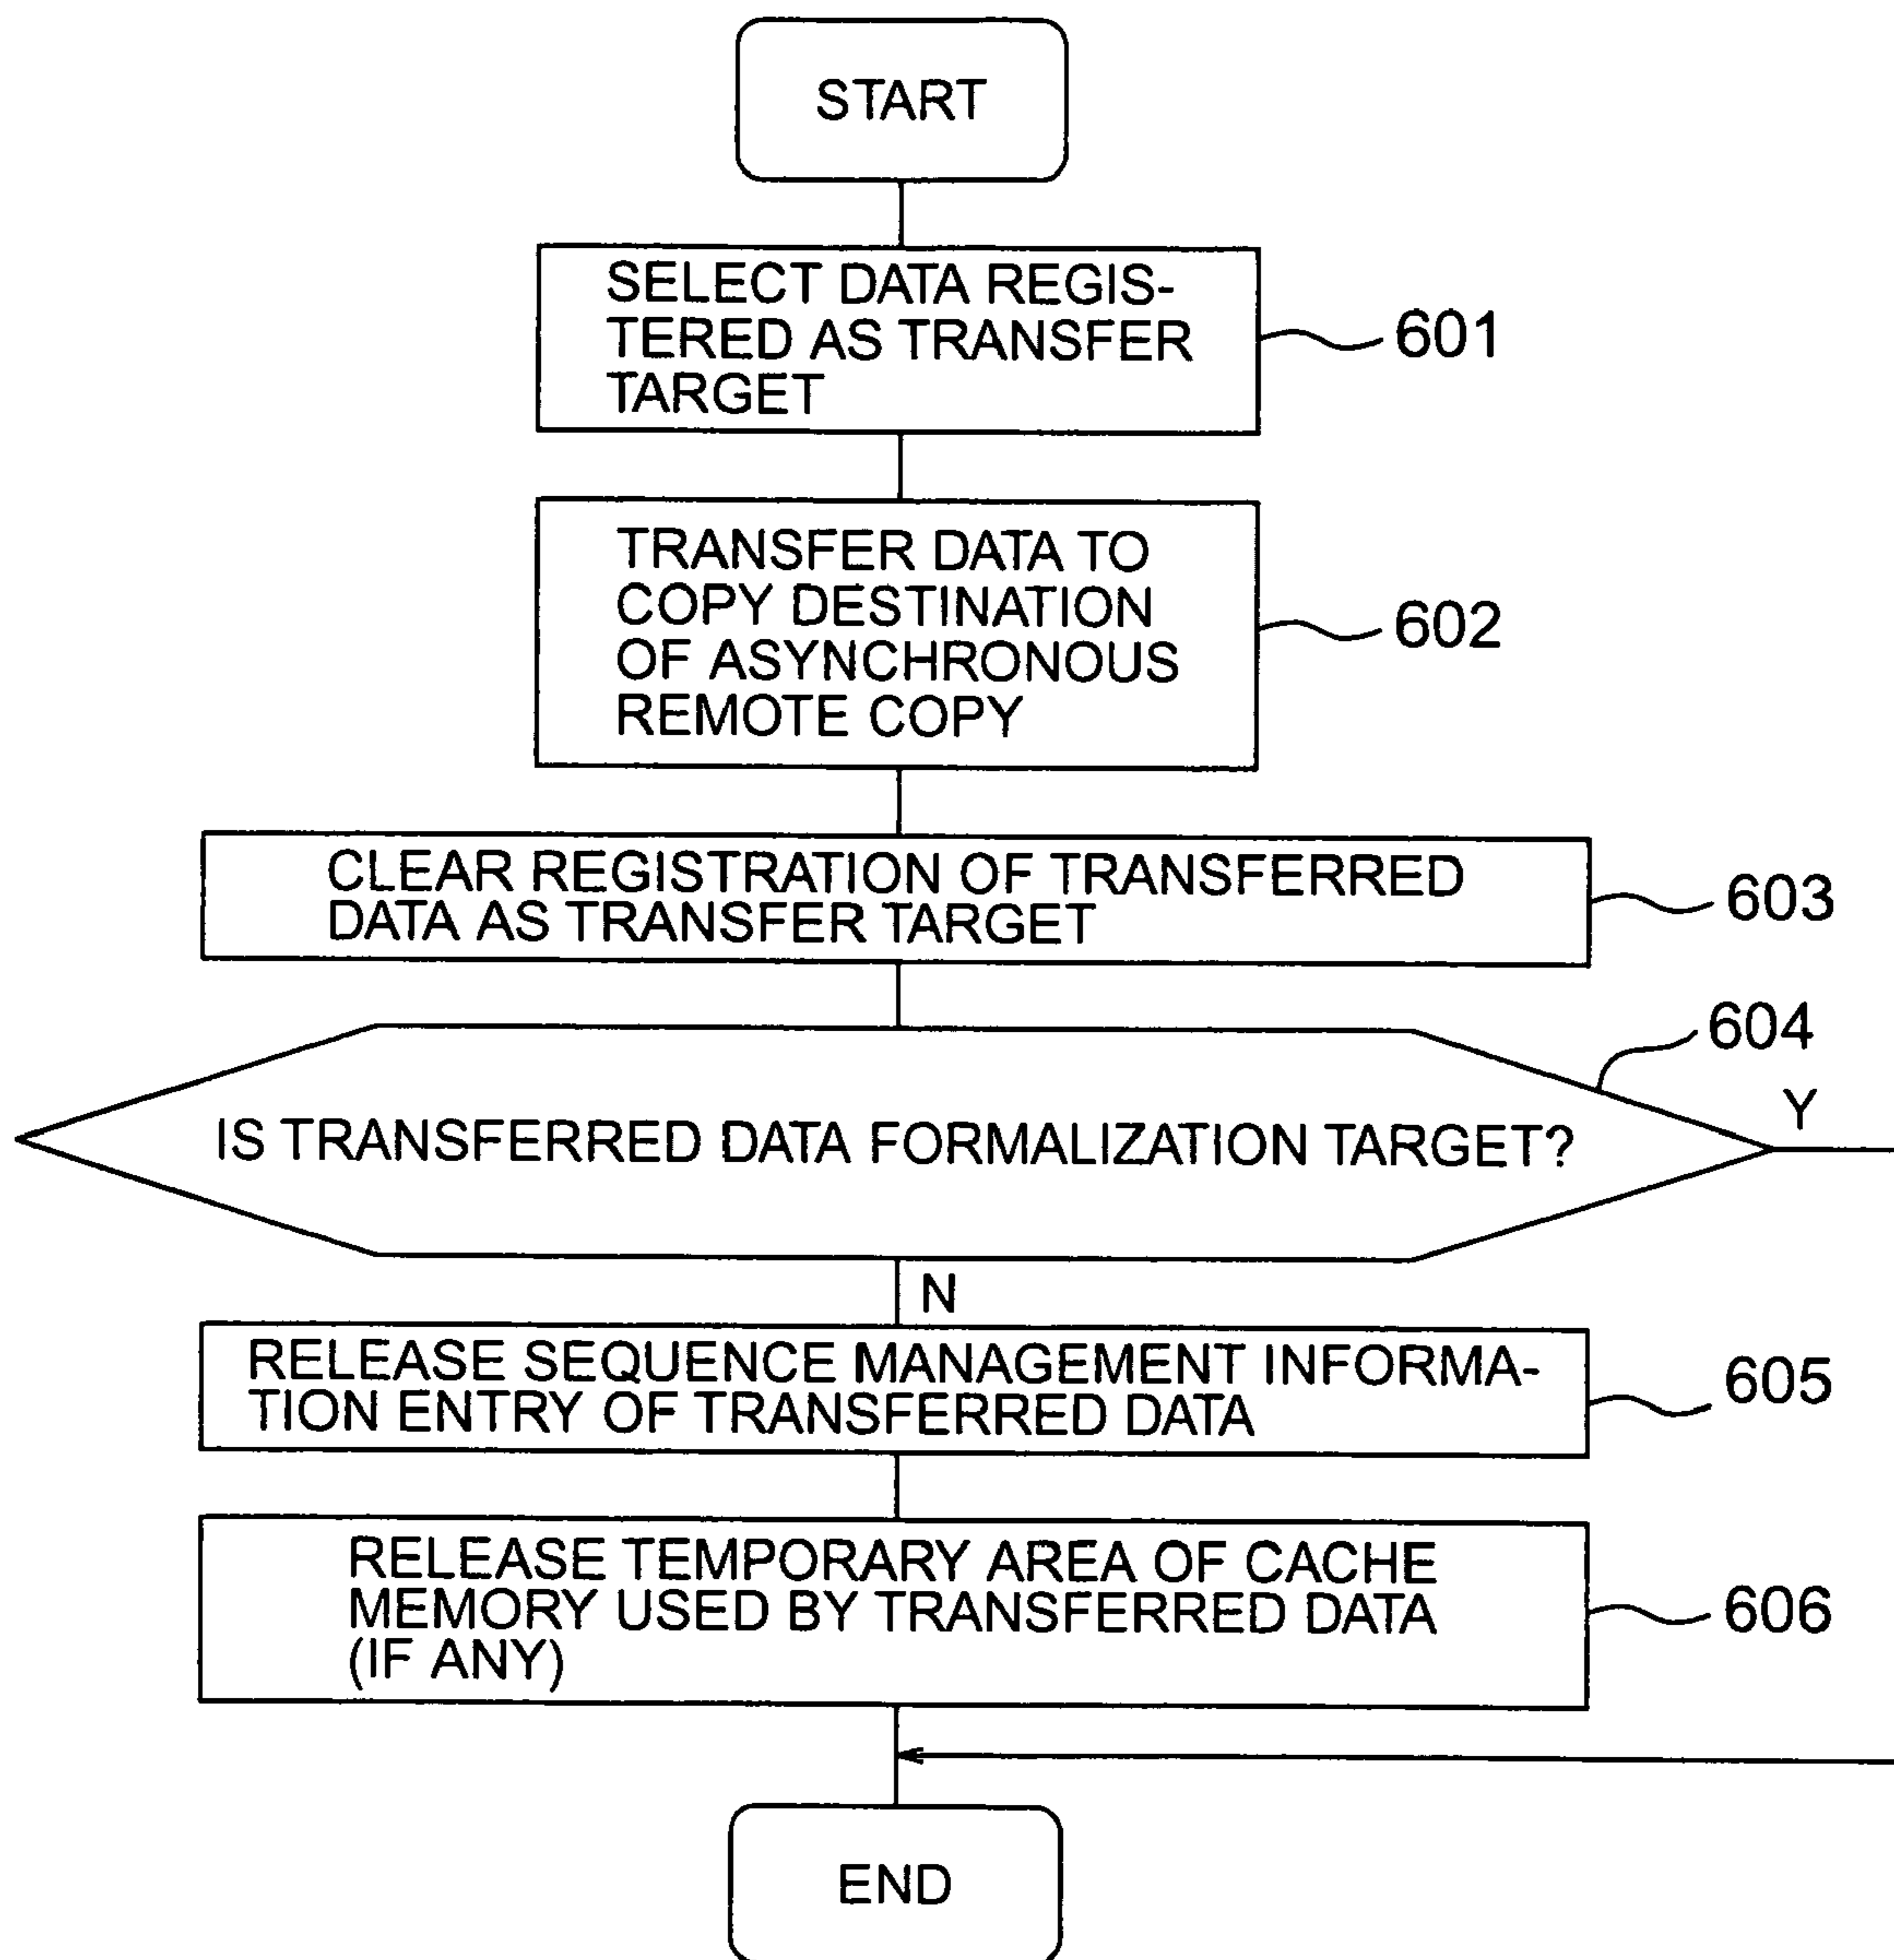 START
SELECT DATA REGIS-
TERED AS TRANSFER
TARGET
601
TRANSFER DATA TO
COPY DESTINATION
OF ASYNCHRONOUS
REMOTE COPY
602
CLEAR REGISTRATION OF TRANSFERRED
DATA AS TRANSFER TARGET
603
604
IS TRANSFERRED DATA FORMALIZATION TARGET?
Y
N
RELEASE SEQUENCE MANAGEMENT INFORMA-
TION ENTRY OF TRANSFERRED DATA
605
RELEASE TEMPORARY AREA OF CACHE
MEMORY USED BY TRANSFERRED DATA
(IF ANY)
606
END